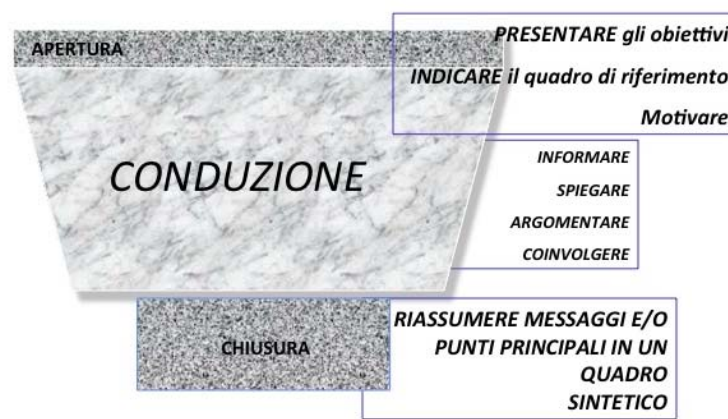 APERTURA
PRESENTARE gli obiettivi
INDICARE il quadro di riferimento
Motivare
CONDUZIONE
INFORMARE
SPIEGARE
ARGOMENTARE
COINVOLGERE
CHIUSURA
RIASSUMERE MESSAGGI E/O
PUNTI PRINCIPALI IN UN
QUADRO
SINTETICO